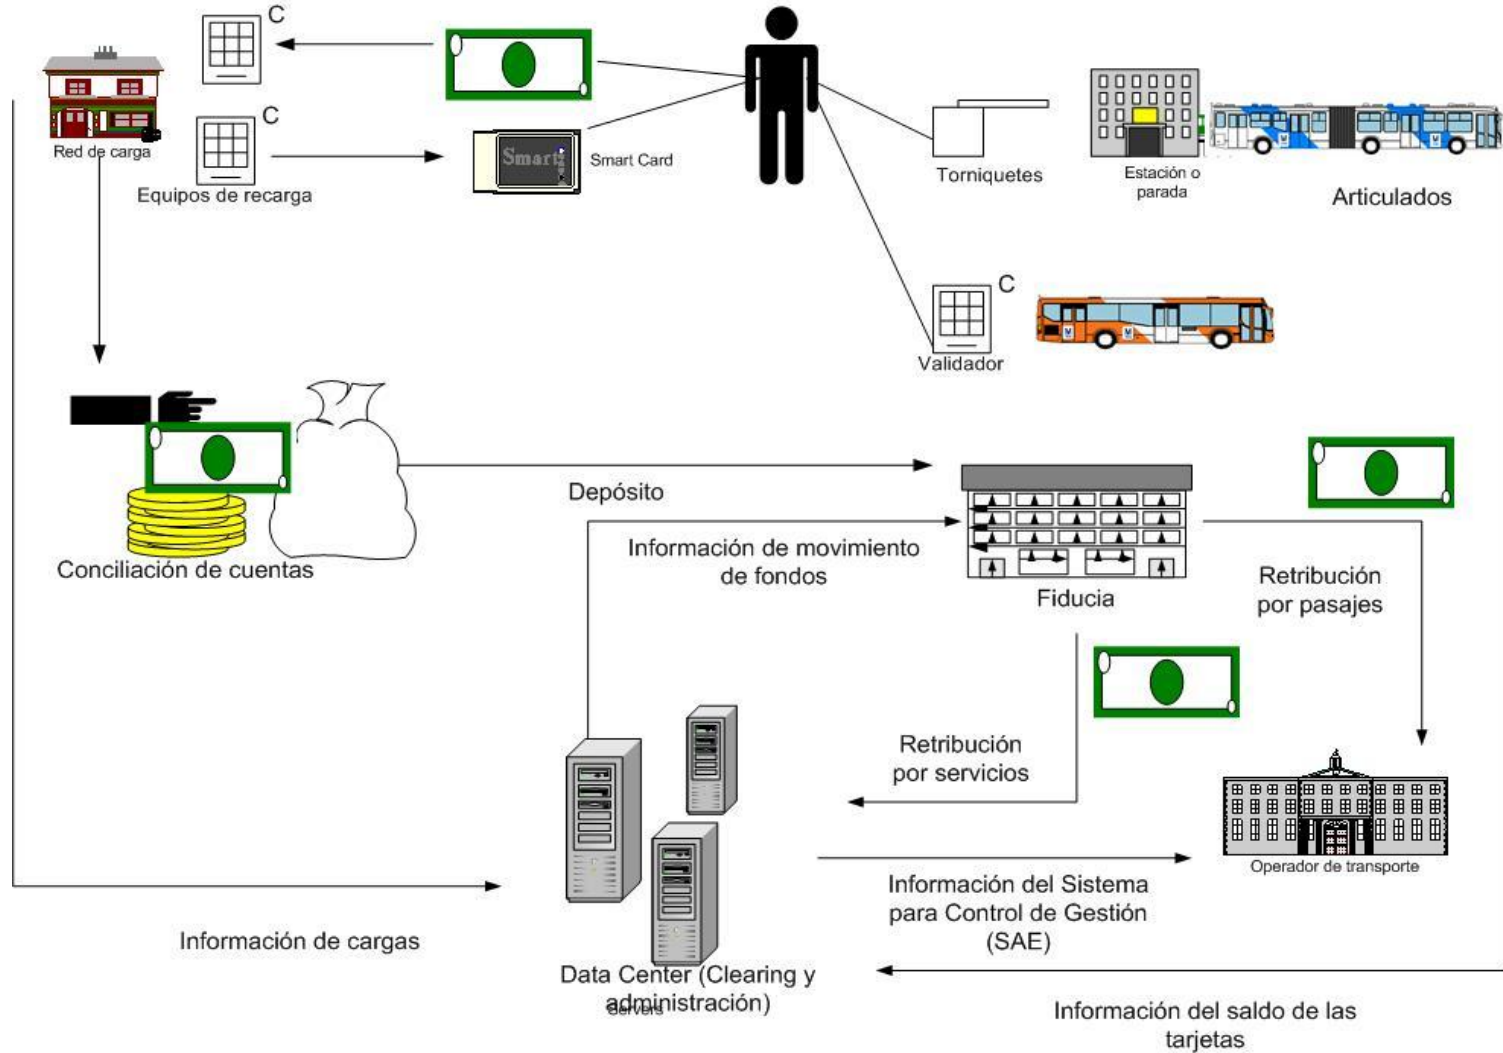 C
C
Red de carga
Equipos de recarga
Smart
Smart Card
Torniquetes
Estación o
parada
Articulados
C
Validador
Depósito
Conciliación de cuentas
Información de movimiento
de fondos
Fiducia
Retribución
por pasajes
Retribución
por servicios
Operador de transporte
Información del Sistema
para Control de Gestión
(SAE)
Información de cargas
Data Center (Clearing y
administración)
Servers
Información del saldo de las
tarjetas